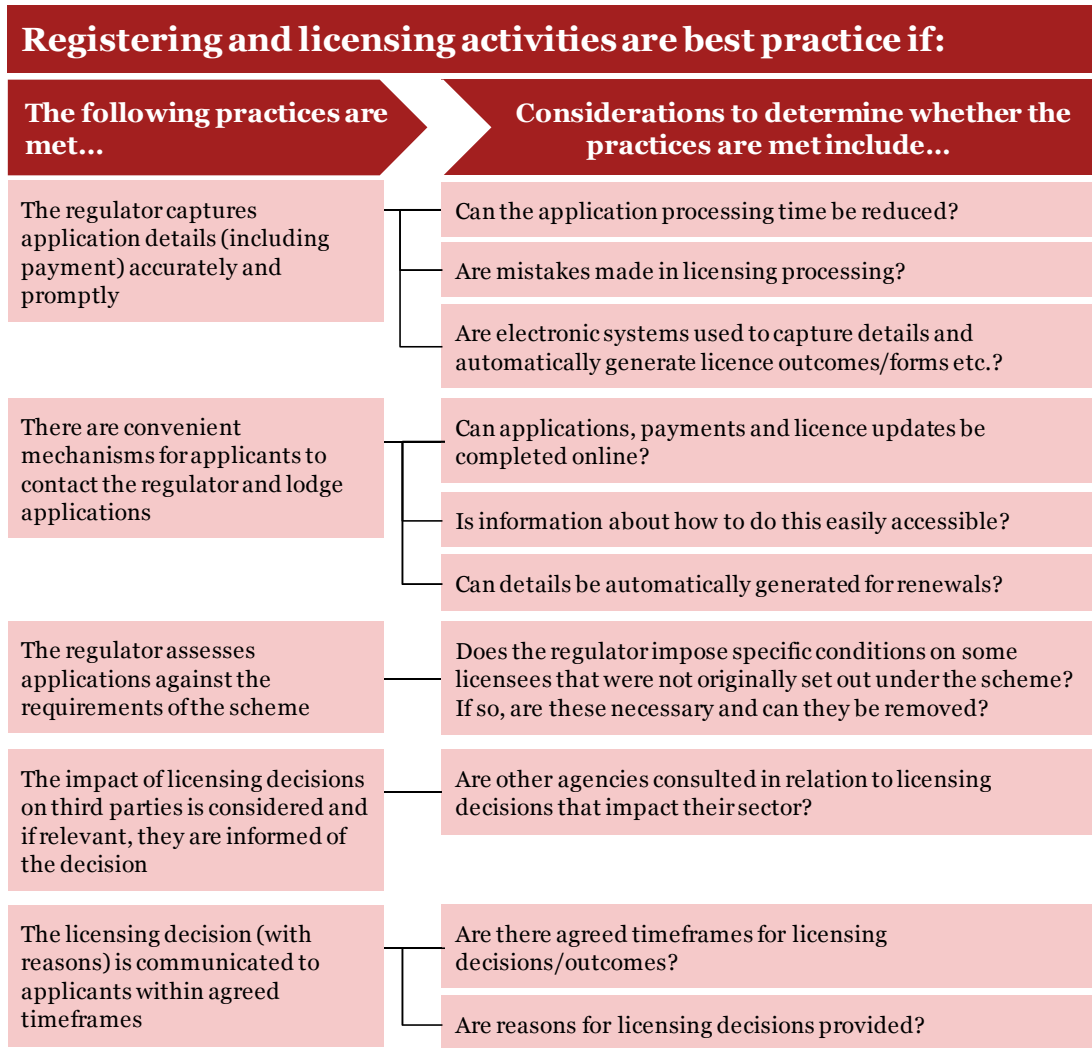 Registering and licensing activities are best practice if:
The following practices are
met...
Considerations to determine whether the
practices are met include...
The regulator captures
application details (including
payment) accurately and
promptly
Can the application processing time be reduced?
Are mistakes made in licensing processing?
Are electronic systems used to capture details and
automatically generate licence outcomes/forms etc.?
There are convenient
mechanisms for applicants to
contact the regulator and lodge
applications
Can applications, payments and licence updates be
completed online?
Is information about how to do this easily accessible?
Can details be automatically generated for renewals?
The regulator assesses
applications against the
requirements of the scheme
Does the regulator impose specific conditions on some
licensees that were not originally set out under the scheme?
If so, are these necessary and can they be removed?
The impact of licensing decisions
on third parties is considered and
if relevant, they are informed of
the decision
Are other agencies consulted in relation to licensing
decisions that impact their sector?
The licensing decision (with
reasons) is communicated to
applicants within agreed
timeframes
Are there agreed timeframes for licensing
decisions/outcomes?
Are reasons for licensing decisions provided?